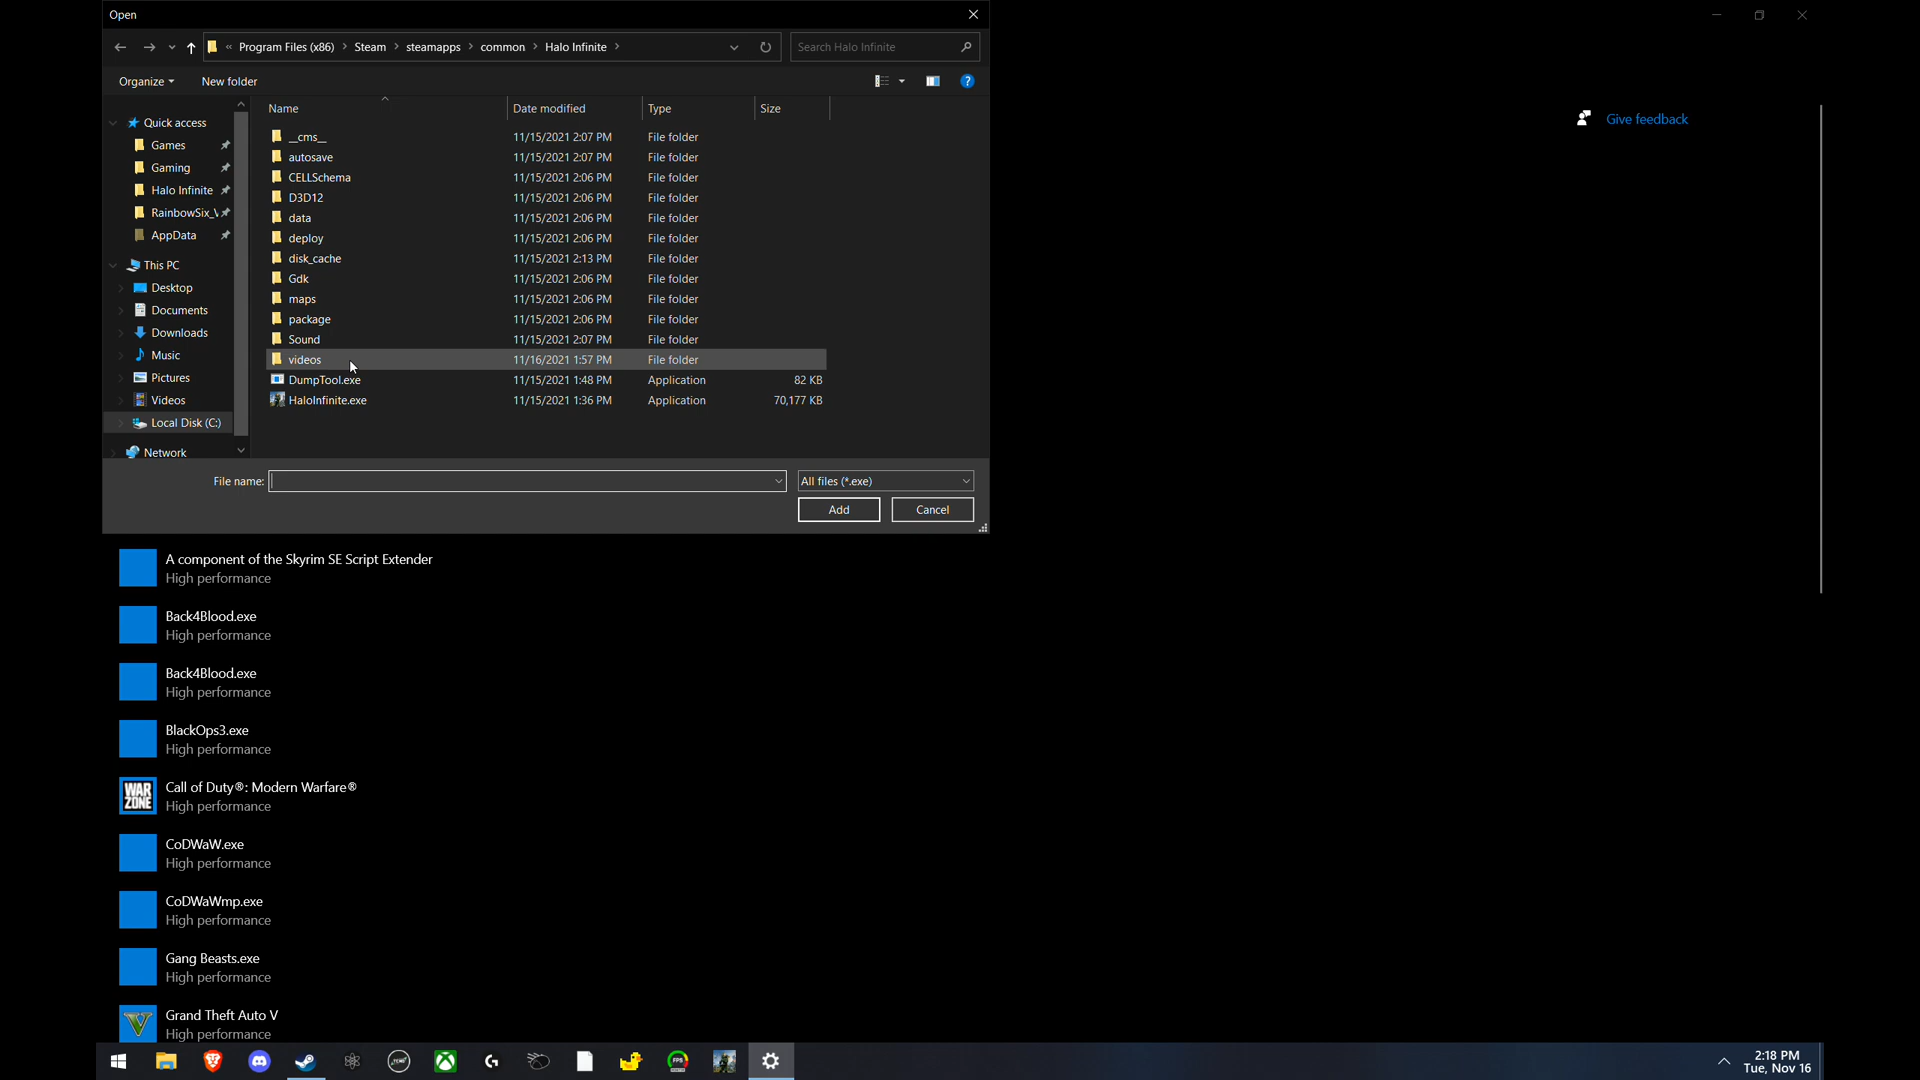 Open
« Program Files (x86) > Steam > steamapps > common > Halo Infinite >
Search Halo Infinite
Organize
New folder
Name
Date modified
Type
Size
Quick access
Games
Gaming
Halo Infinite
RainbowSix_
AppData
This PC
Desktop
Documents
Downloads
Music
Pictures
Videos
Local Disk (C:)
Network
__cms__ 11/15/2021 2:07 PM File folder
autosave 11/15/2021 2:07 PM File folder
CELLSchema 11/15/2021 2:06 PM File folder
D3D12 11/15/2021 2:06 PM File folder
data 11/15/2021 2:06 PM File folder
deploy 11/15/2021 2:06 PM File folder
disk_cache 11/15/2021 2:13 PM File folder
Gdk 11/15/2021 2:06 PM File folder
maps 11/15/2021 2:06 PM File folder
package 11/15/2021 2:06 PM File folder
Sound 11/15/2021 2:07 PM File folder
videos 11/16/2021 1:57 PM File folder
DumpTool.exe 11/15/2021 1:48 PM Application 82 KB
HaloInfinite.exe 11/15/2021 1:36 PM Application 70,177 KB
File name:
All files (*.exe)
Add
Cancel
Give feedback
A component of the Skyrim SE Script Extender
High performance
Back4Blood.exe
High performance
Back4Blood.exe
High performance
BlackOps3.exe
High performance
WAR
ZONE
Call of Duty®: Modern Warfare®
High performance
CoDWaW.exe
High performance
CoDWaWmp.exe
High performance
Gang Beasts.exe
High performance
Grand Theft Auto V
High performance
FPS
2:18 PM
Tue, Nov 16